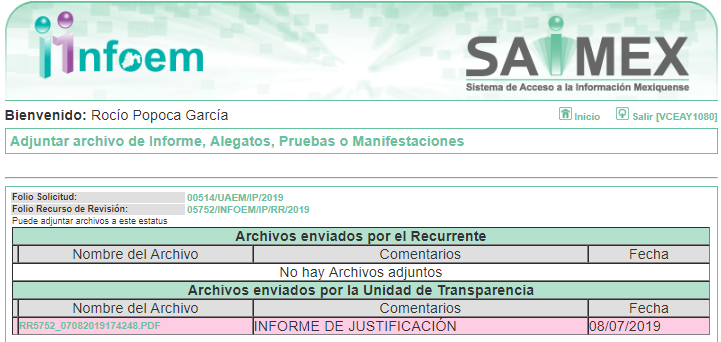 infoem
SAIMEX
Sistema de Acceso a la Información Mexiquense
Bienvenido: Rocío Popoca García
Inicio Salir [VCEAY1080]
Adjuntar archivo de Informe, Alegatos, Pruebas o Manifestaciones
Folio Solicitud: 00514/UAEM/IP/2019
Folio Recurso de Revisión: 05752/INFOEM/IP/RR/2019
Puede adjuntar archivos a este estatus
Archivos enviados por el Recurrente
Nombre del Archivo Comentarios Fecha
No hay Archivos adjuntos
Archivos enviados por la Unidad de Transparencia
Nombre del Archivo Comentarios Fecha
RR5752_07082019174248.PDF INFORME DE JUSTIFICACIÓN 08/07/2019